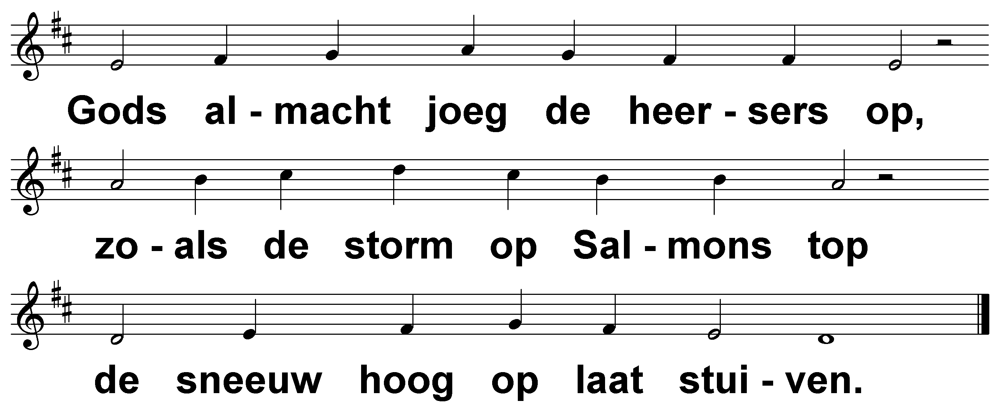 Gods al - macht joeg de heer - sers op,
zo - als de storm op Sal - mons top
de sneeuw hoog op laat stui - ven.